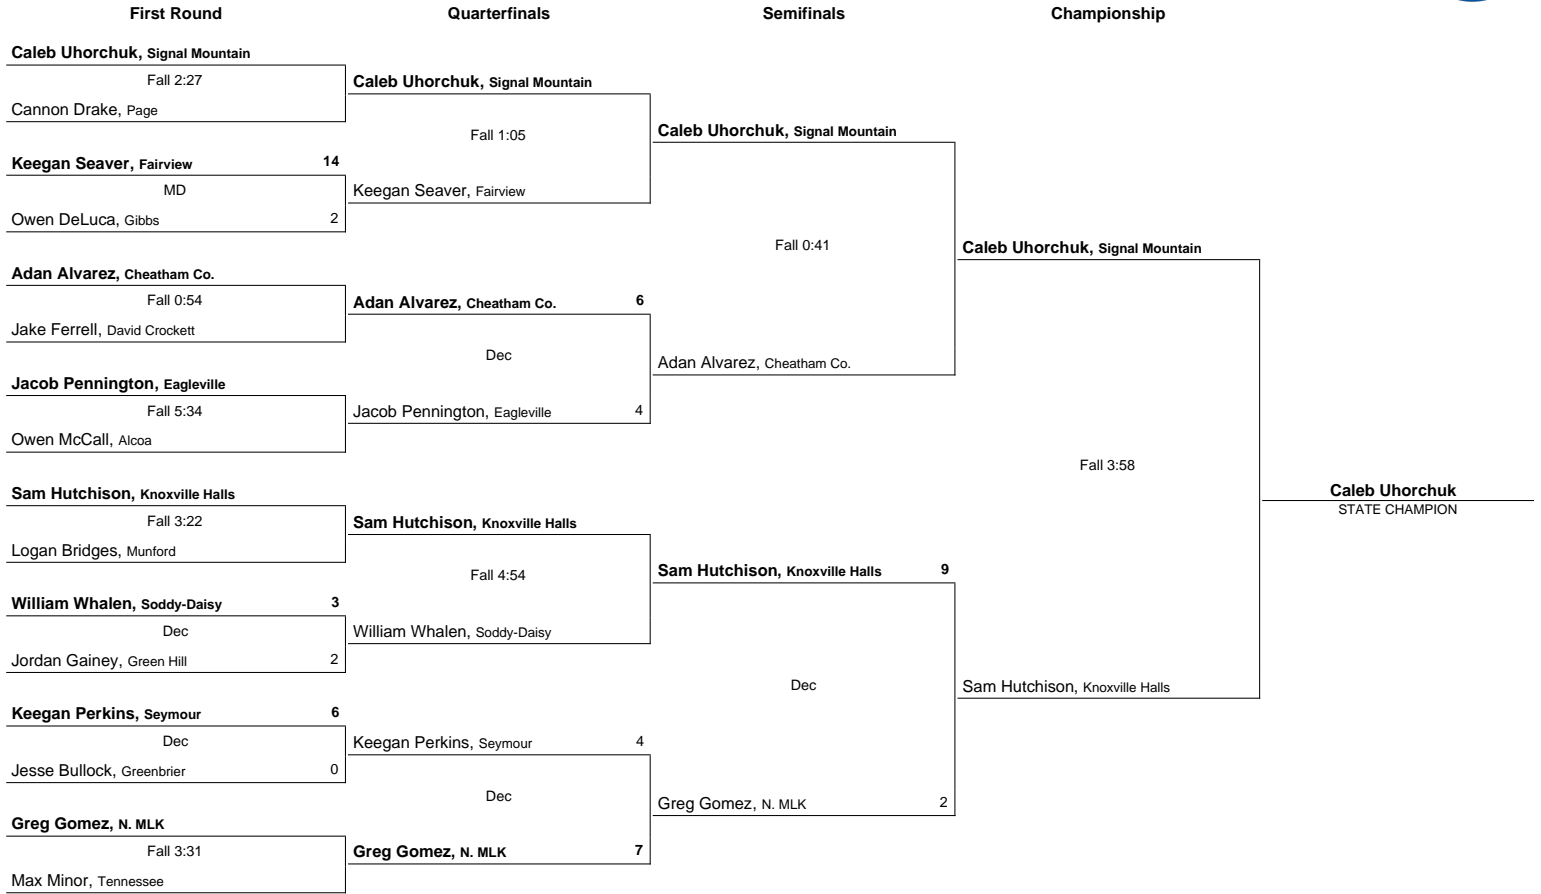 First Round
Quarterfinals
Semifinals
Championship
Caleb Uhorchuk, Signal Mountain
Fall 2:27
Cannon Drake, Page
Keegan Seaver, Fairview 14
MD
Owen DeLuca, Gibbs 2
Adan Alvarez, Cheatham Co.
Fall 0:54
Jake Ferrell, David Crockett
Jacob Pennington, Eagleville
Fall 5:34
Owen McCall, Alcoa
Sam Hutchison, Knoxville Halls
Fall 3:22
Logan Bridges, Munford
William Whalen, Soddy-Daisy 3
Dec
Jordan Gainey, Green Hill 2
Keegan Perkins, Seymour 6
Dec
Jesse Bullock, Greenbrier 0
Greg Gomez, N. MLK
Fall 3:31
Max Minor, Tennessee
Caleb Uhorchuk, Signal Mountain
Fall 1:05
Keegan Seaver, Fairview
Adan Alvarez, Cheatham Co. 6
Dec
Jacob Pennington, Eagleville 4
Sam Hutchison, Knoxville Halls
Fall 4:54
William Whalen, Soddy-Daisy
Keegan Perkins, Seymour 4
Dec
Greg Gomez, N. MLK 7
Caleb Uhorchuk, Signal Mountain
Fall 0:41
Adan Alvarez, Cheatham Co.
Sam Hutchison, Knoxville Halls 9
Dec
Greg Gomez, N. MLK 2
Caleb Uhorchuk, Signal Mountain
Fall 3:58
Sam Hutchison, Knoxville Halls
Caleb Uhorchuk
STATE CHAMPION